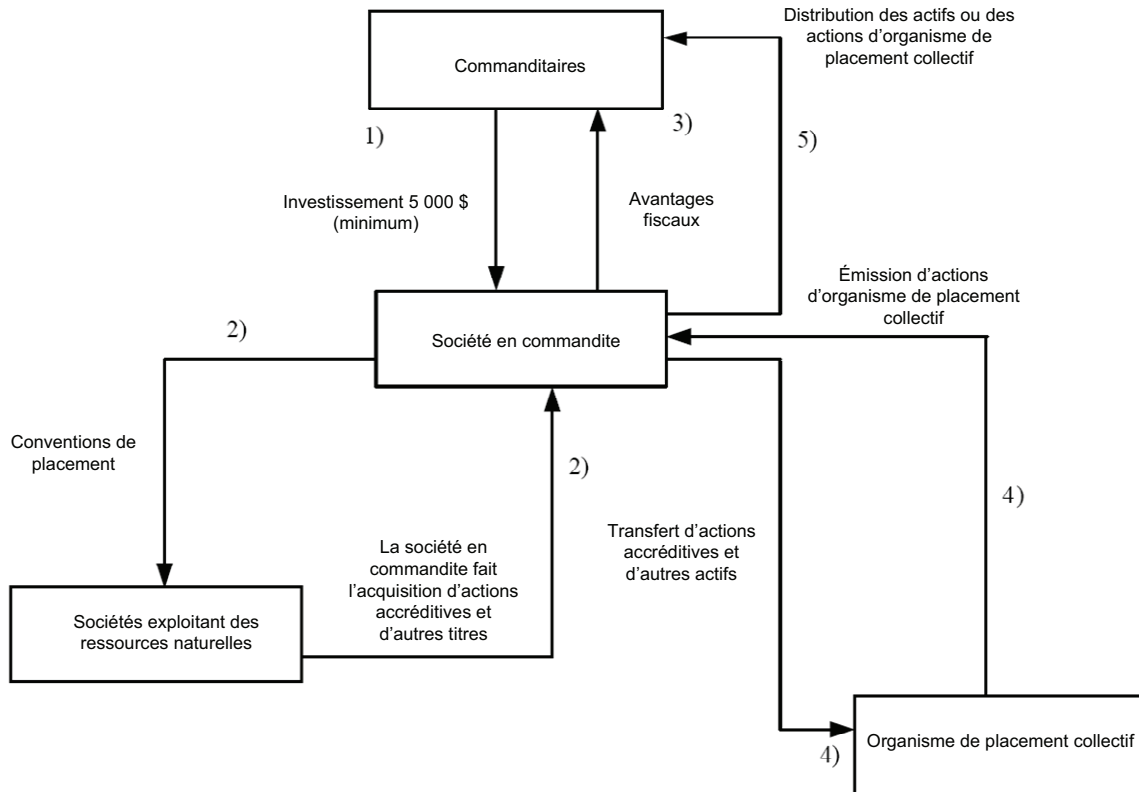 Distribution des actifs ou des
actions d’organisme de
placement collectif
Commanditaires
1)
3)
5)
Investissement 5 000 $
(minimum)
Avantages
fiscaux
Émission d’actions
d’organisme de placement
collectif
2)
Société en commandite
Conventions de
placement
2)
4)
La société en
commandite fait
l’acquisition d’actions
accréditives et
d’autres titres
Transfert d’actions
accréditives et
d’autres actifs
Sociétés exploitant des
ressources naturelles
4)
Organisme de placement collectif